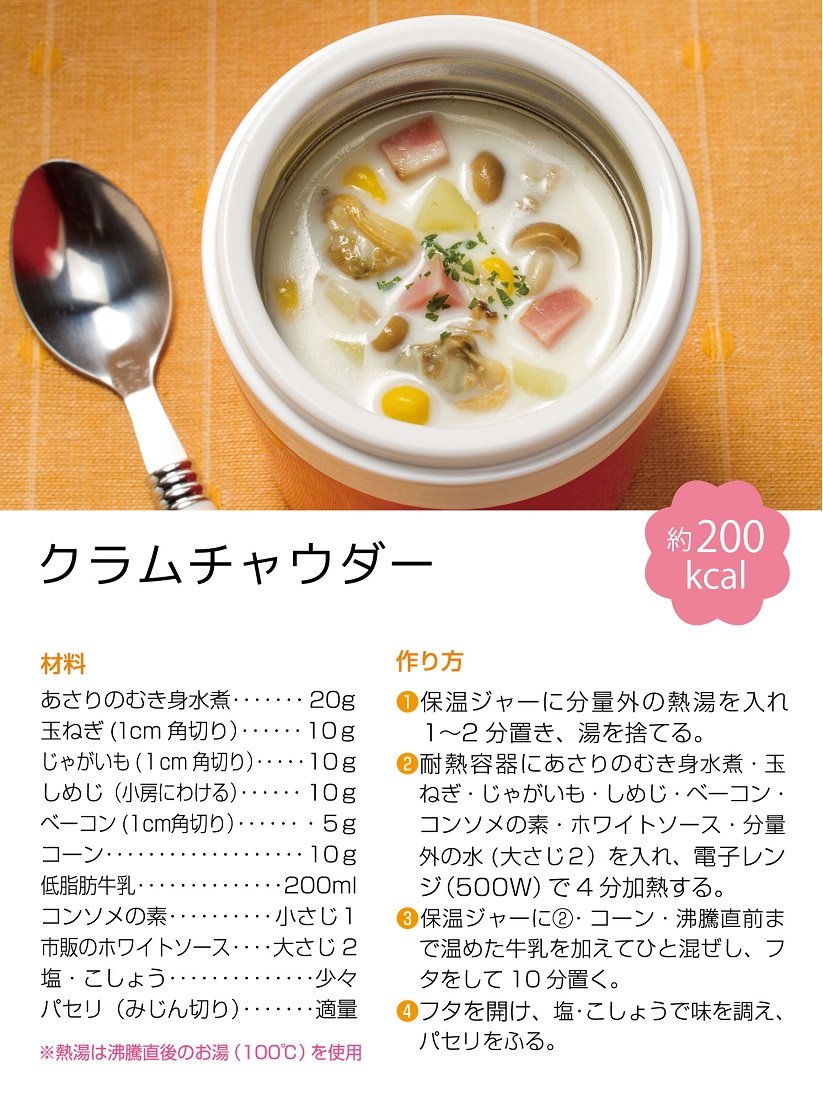 クラムチャウダー
約200
kcal
材料
あさりのむき身水煮・・・・・・・20g
玉ねぎ(1cm 角切り)・・・・・・10g
じゃがいも(1cm 角切り)・・・・・10g
しめじ(小房にわける)・・・・・・10g
ベーコン(1cm角切り)・・・・・・・5g
コーン・・・・・・・・・・・・・・・・・・10g
低脂肪牛乳・・・・・・・・・・・・・・200ml
コンソメの素・・・・・・・・・・小さじ1
市販のホワイトソース・・・・大さじ2
塩・こしょう・・・・・・・・・・・・・少々
パセリ(みじん切り)・・・・・・・適量
※熱湯は沸騰直後のお湯(100℃)を使用
作り方
❶保温ジャーに分量外の熱湯を入れ
1〜2 分置き、湯を捨てる。
❷耐熱容器にあさりのむき身水煮・玉
ねぎ・じゃがいも・しめじ・ベーコン・
コンソメの素・ホワイトソース・分量
外の水(大さじ2)を入れ、電子レン
ジ(500W)で4分加熱する。
❸保温ジャーに②・コーン・沸騰直前ま
で温めた牛乳を加えてひと混ぜし、フ
タをして10分置く。
❹フタを開け、塩・こしょうで味を調え、
パセリをふる。